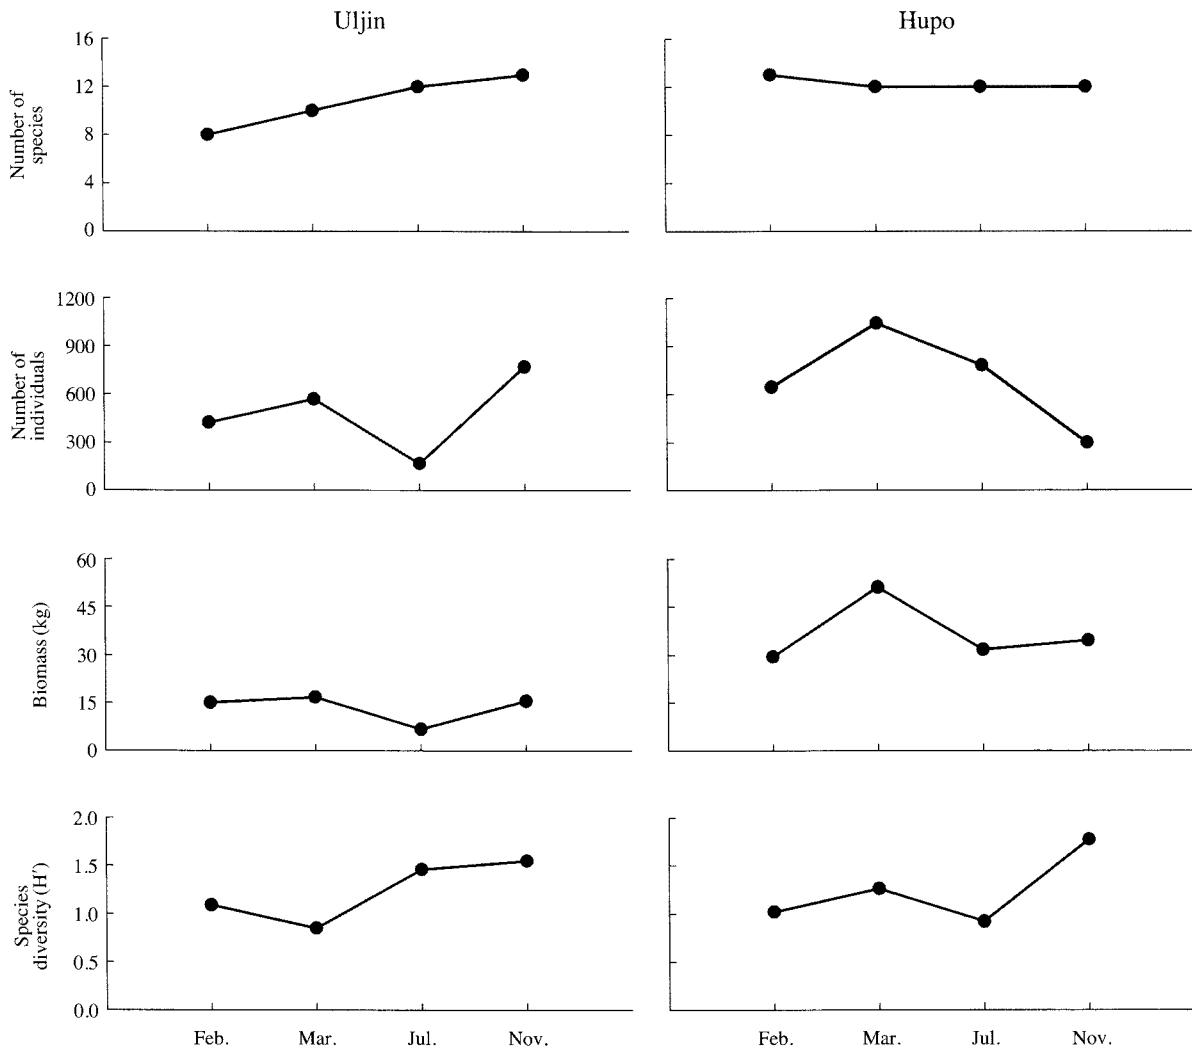 Uljin
Hupo
Number of
species
16
12
8
4
0
Number of
individuals
1200
900
600
300
0
Biomass (kg)
60
45
30
15
0
Species
diversity (H′)
2.0
1.5
1.0
0.5
0.0
Feb. Mar. Jul. Nov.
Feb. Mar. Jul. Nov.